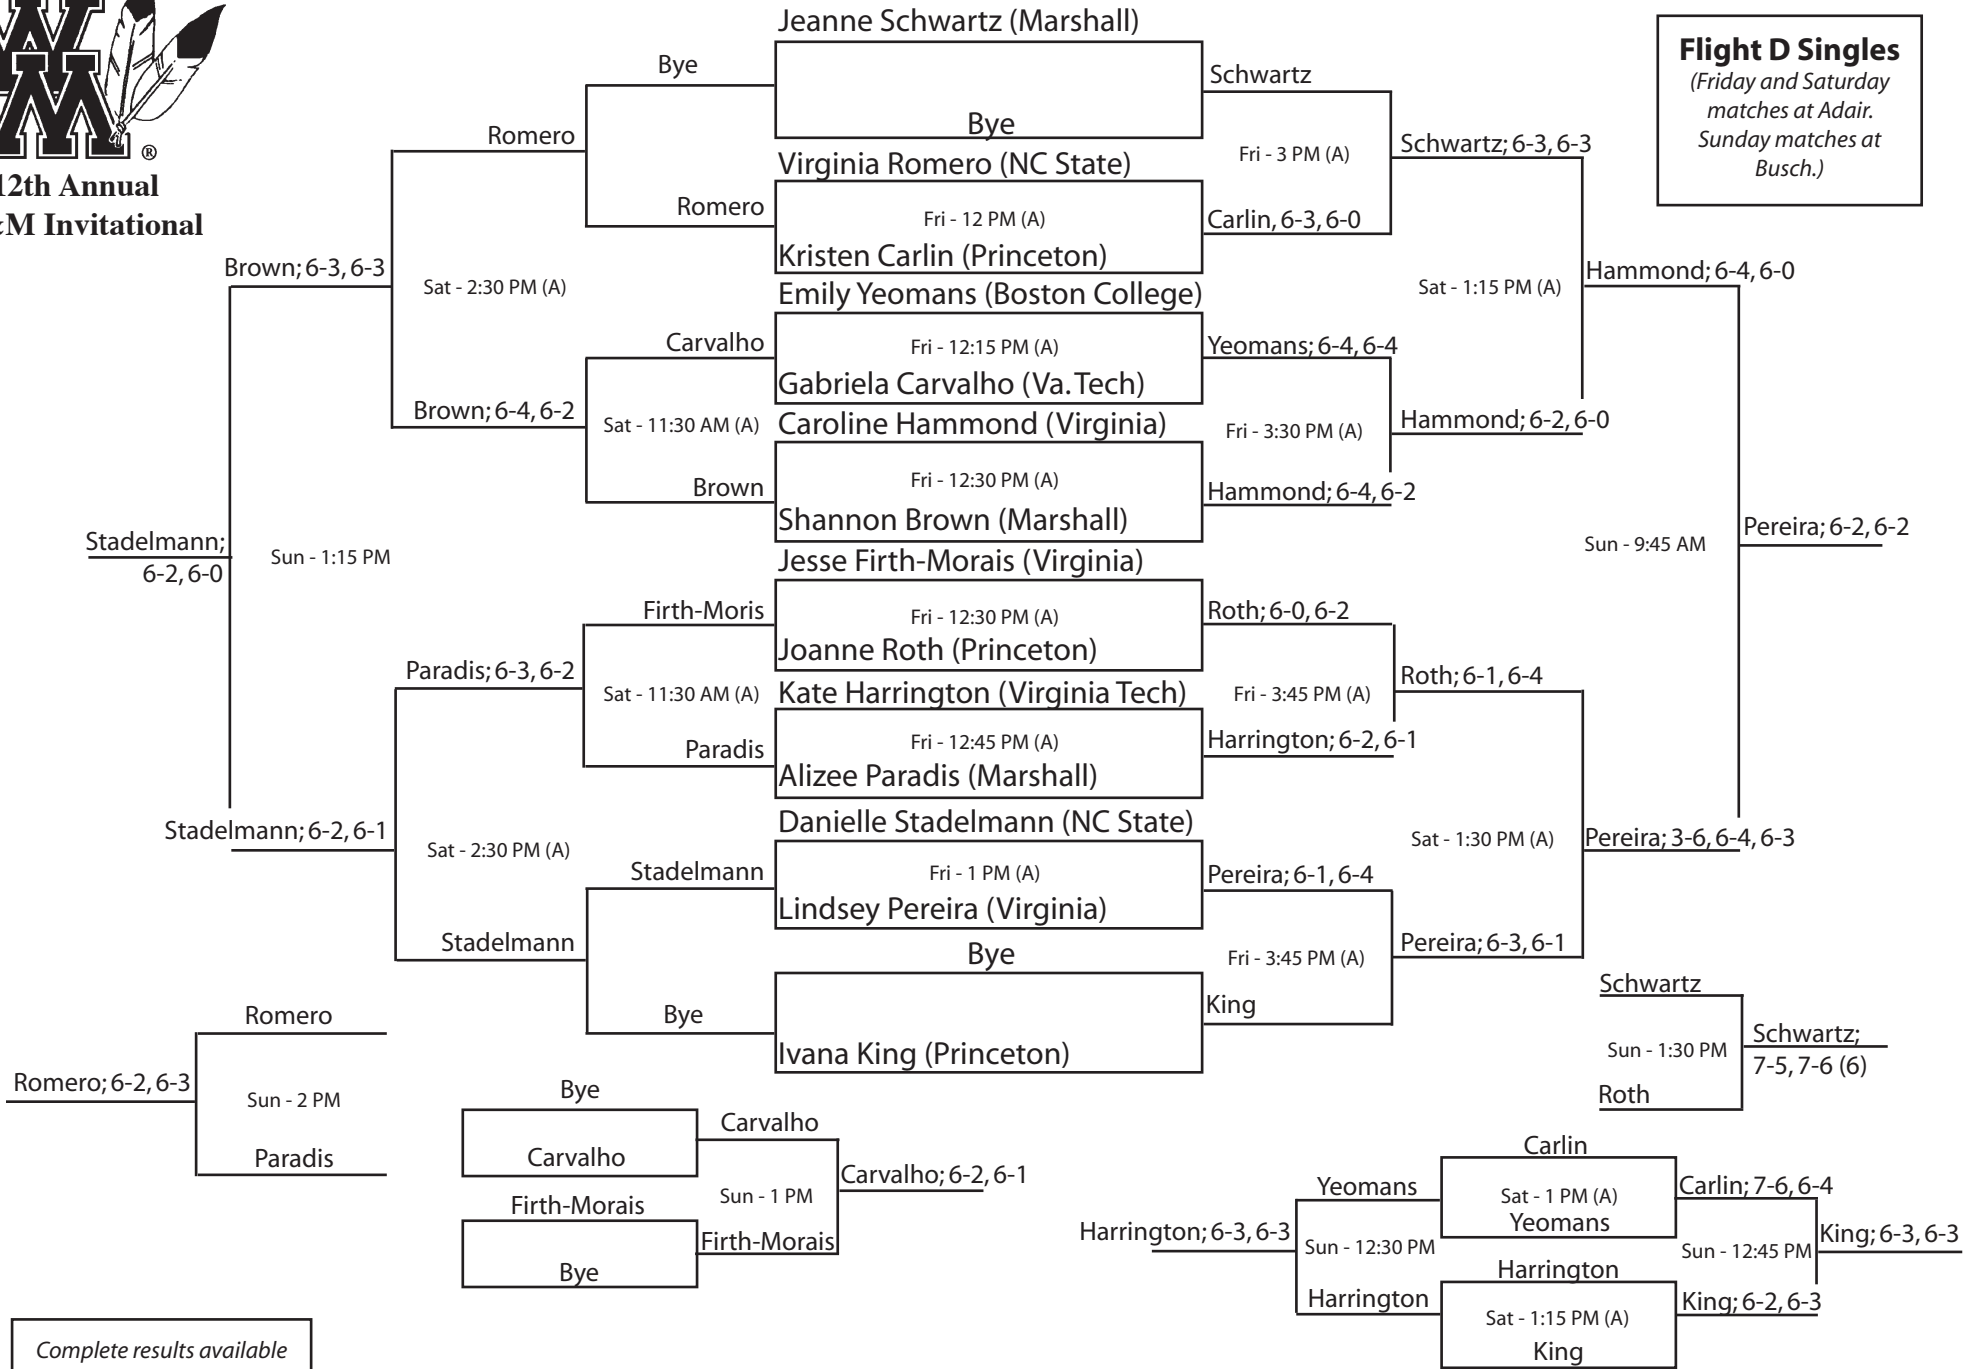 WM
WM
®
12th Annual
M Invitational
Flight D Singles
(Friday and Saturday
matches at Adair.
Sunday matches at
Busch.)
Jeanne Schwartz (Marshall)
Bye
Bye
Schwartz
Romero
Virginia Romero (NC State)
Fri - 3 PM (A)
Schwartz; 6-3, 6-3
Romero
Fri - 12 PM (A)
Carlin, 6-3, 6-0
Kristen Carlin (Princeton)
Brown; 6-3, 6-3
Sat - 2:30 PM (A)
Emily Yeomans (Boston College)
Sat - 1:15 PM (A)
Hammond; 6-4, 6-0
Carvalho
Fri - 12:15 PM (A)
Yeomans; 6-4, 6-4
Gabriela Carvalho (Va. Tech)
Brown; 6-4, 6-2
Sat - 11:30 AM (A)
Caroline Hammond (Virginia)
Fri - 3:30 PM (A)
Hammond; 6-2, 6-0
Brown
Fri - 12:30 PM (A)
Hammond; 6-4, 6-2
Shannon Brown (Marshall)
Stadelmann;
6-2, 6-0
Sun - 1:15 PM
Sun - 9:45 AM
Pereira; 6-2, 6-2
Jesse Firth-Morais (Virginia)
Firth-Moris
Fri - 12:30 PM (A)
Roth; 6-0, 6-2
Joanne Roth (Princeton)
Paradis; 6-3, 6-2
Sat - 11:30 AM (A)
Kate Harrington (Virginia Tech)
Fri - 3:45 PM (A)
Roth; 6-1, 6-4
Paradis
Fri - 12:45 PM (A)
Harrington; 6-2, 6-1
Alizee Paradis (Marshall)
Stadelmann; 6-2, 6-1
Sat - 2:30 PM (A)
Danielle Stadelmann (NC State)
Sat - 1:30 PM (A)
Pereira; 3-6, 6-4, 6-3
Stadelmann
Fri - 1 PM (A)
Pereira; 6-1, 6-4
Lindsey Pereira (Virginia)
Stadelmann
Bye
Fri - 3:45 PM (A)
Pereira; 6-3, 6-1
Bye
King
Ivana King (Princeton)
Romero
Romero; 6-2, 6-3
Sun - 2 PM
Paradis
Schwartz
Sun - 1:30 PM
Schwartz;
7-5, 7-6 (6)
Roth
Bye
Carvalho
Carvalho
Firth-Morais
Sun - 1 PM
Carvalho; 6-2, 6-1
Firth-Morais
Bye
Carlin
Yeomans
Sat - 1 PM (A)
Carlin; 7-6, 6-4
Yeomans
Harrington; 6-3, 6-3
Sun - 12:30 PM
Sun - 12:45 PM
King; 6-3, 6-3
Harrington
Harrington
Sat - 1:15 PM (A)
King; 6-2, 6-3
King
Complete results available